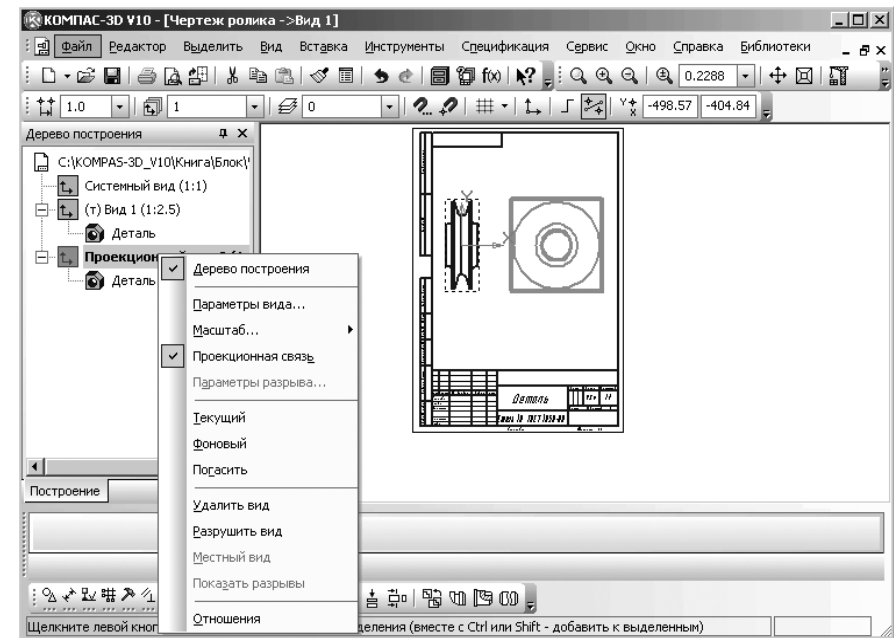 КОМПАС-3D V10 - [Чертеж ролика ->Вид 1]
Файл Редактор Выделить Вид Вставка Инструменты Спецификация Сервис Окно Справка Библиотеки
0.2288
1.0 1 0 -498.57 -404.84
Дерево построения
C:\KOMPAS-3D_V10\Книга\Блок\
Системный вид (1:1)
(т) Вид 1 (1:2.5)
Деталь
Проекцион
Деталь
Дерево построения
Параметры вида...
Масштаб...
Проекционная связь
Параметры разрыва...
Текущий
Фоновый
Погасить
Удалить вид
Разрушить вид
Местный вид
Показать разрывы
Отношения
Y
X
Деталь
Построение
Щелкните левой кноп деления (вместе с Ctrl или Shift - добавить к выделенным)